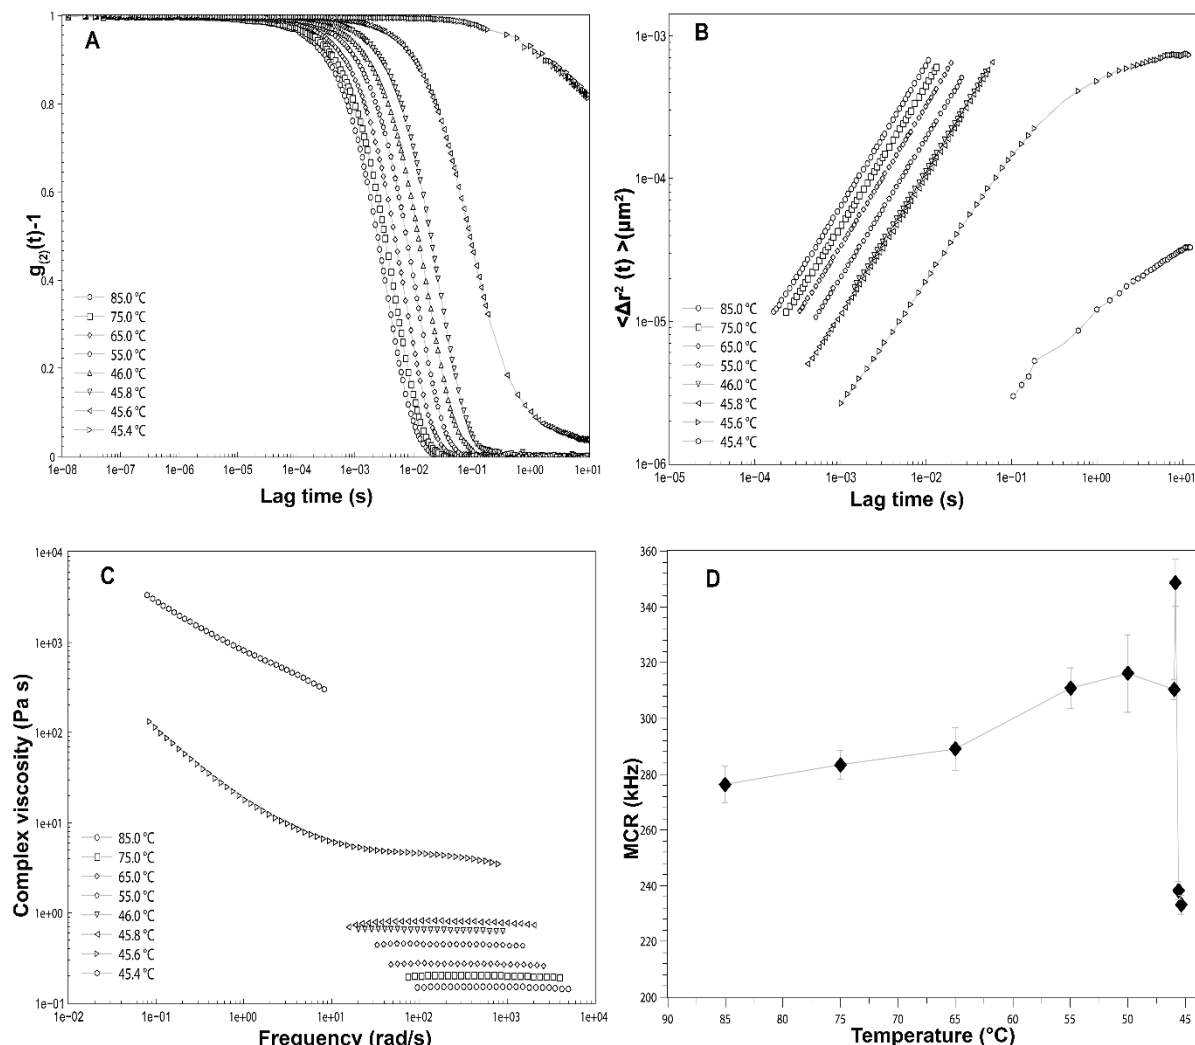 A
g(2)(t)-1
1
0.8
0.6
0.4
0.2
0
85.0 °C
75.0 °C
65.0 °C
55.0 °C
46.0 °C
45.8 °C
45.6 °C
45.4 °C
1e-08
1e-07
1e-06
1e-05
1e-04
1e-03
1e-02
1e-01
1e+00
1e+01
Lag time (s)
B
<Δr² (t) >(µm²)
1e-03
1e-04
1e-05
1e-06
85.0 °C
75.0 °C
65.0 °C
55.0 °C
46.0 °C
45.8 °C
45.6 °C
45.4 °C
1e-05
1e-04
1e-03
1e-02
1e-01
1e+00
1e+01
Lag time (s)
C
Complex viscosity (Pa s)
1e+04
1e+03
1e+02
1e+01
1e+00
1e-01
85.0 °C
75.0 °C
65.0 °C
55.0 °C
46.0 °C
45.8 °C
45.6 °C
45.4 °C
1e-02
1e-01
1e+00
1e+01
1e+02
1e+03
1e+04
Frequency (rad/s)
D
MCR (kHz)
360
340
320
300
280
260
240
220
200
90
85
80
75
70
65
60
55
50
45
Temperature (°C)